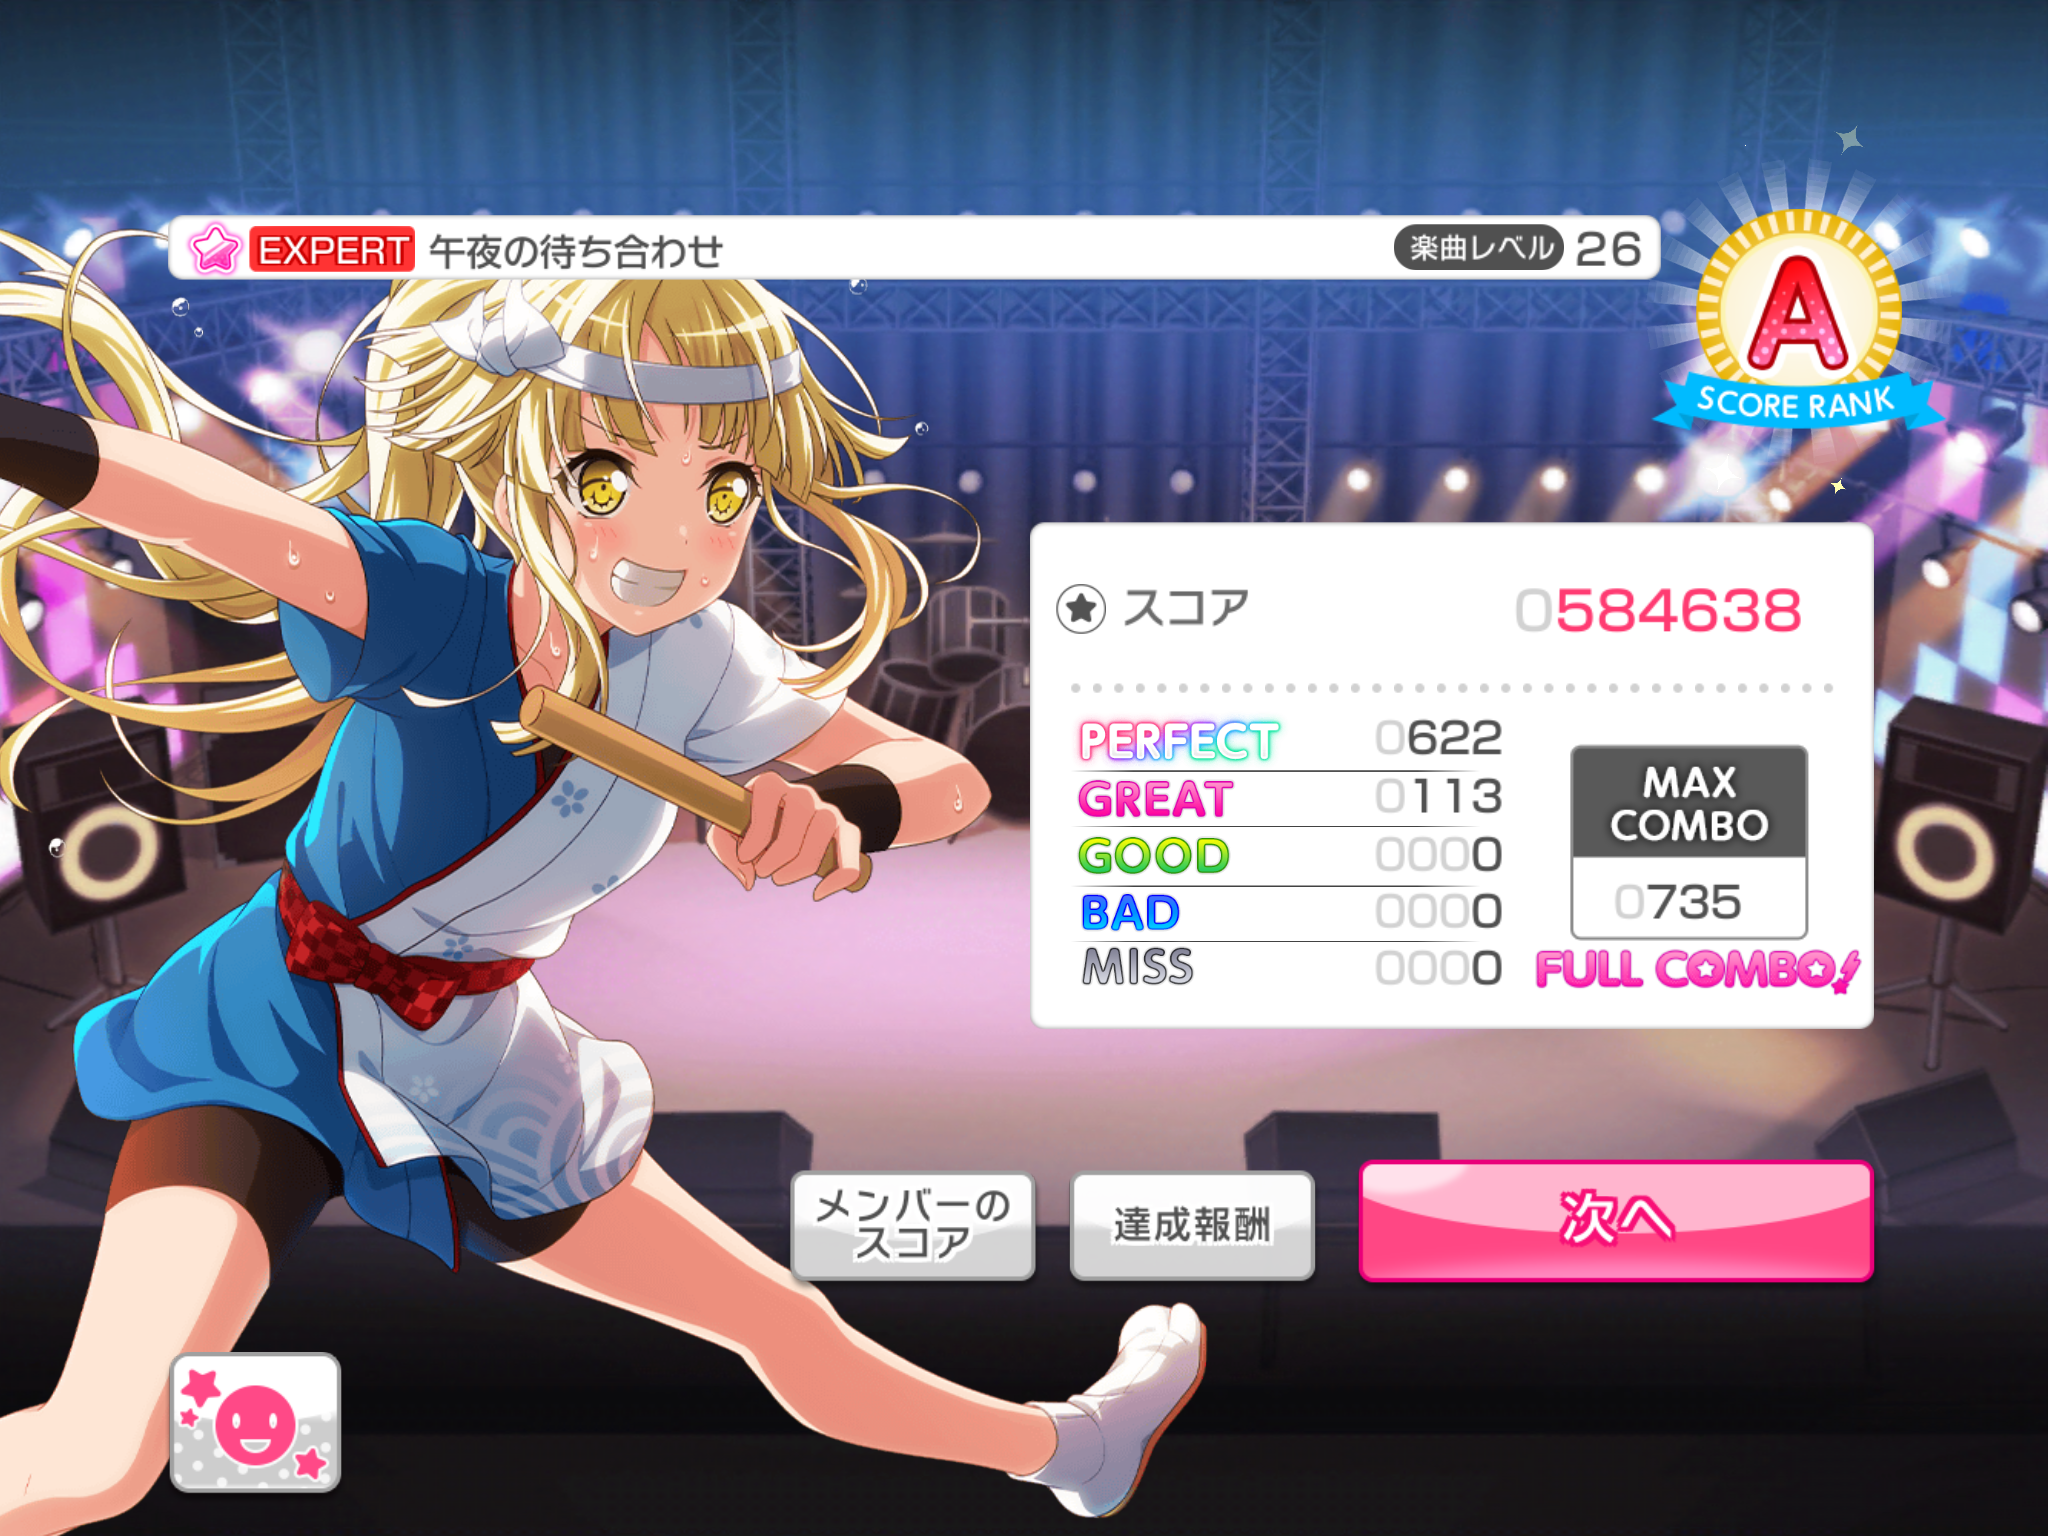 EXPERT 午夜の待ち合わせ 楽曲レベル 26
A
SCORE RANK
スコア 0584638
PERFECT 0622
GREAT 0113
GOOD 0000
BAD 0000
MISS 0000
MAX
COMBO
0735
FULL COMBO!
メンバーの
スコア
達成報酬
次へ